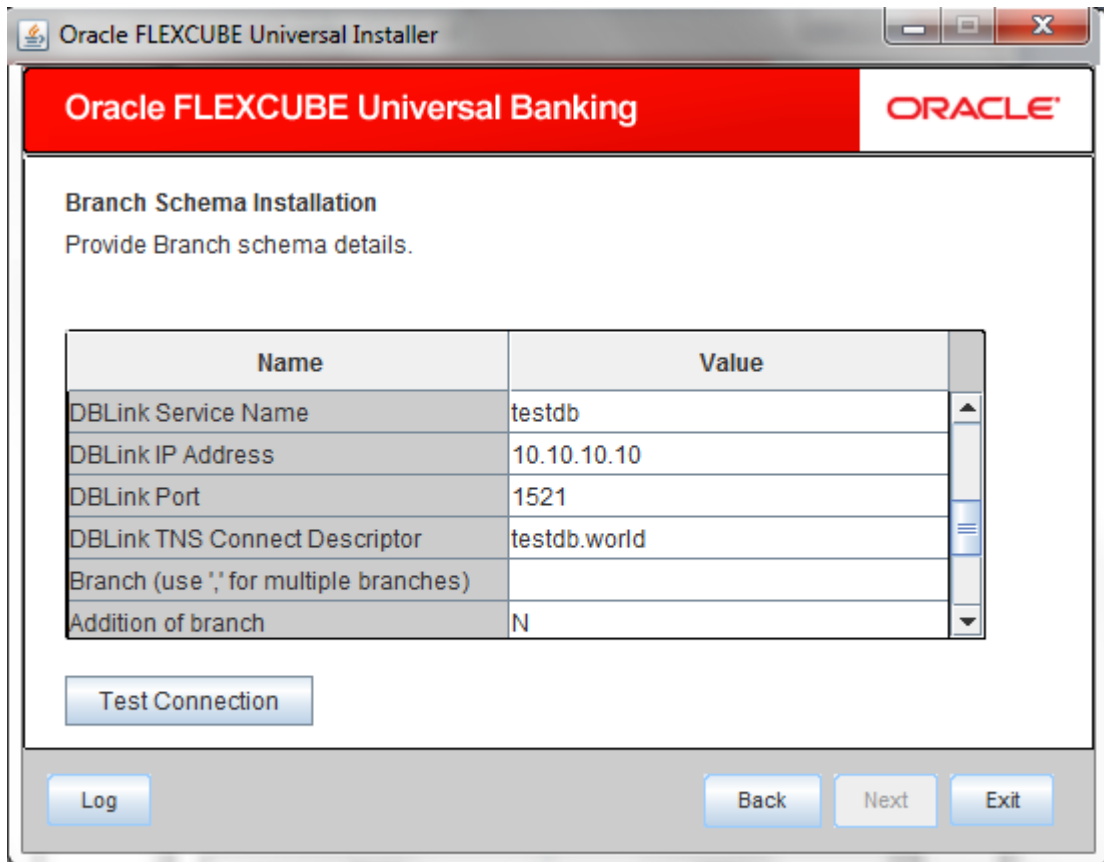 Oracle FLEXCUBE Universal Installer
Oracle FLEXCUBE Universal Banking
ORACLE
Branch Schema Installation
Provide Branch schema details.
Name Value
DBLink Service Name testdb
DBLink IP Address 10.10.10.10
DBLink Port 1521
DBLink TNS Connect Descriptor testdb.world
Branch (use ',' for multiple branches)
Addition of branch N
Test Connection
Log Back Next Exit